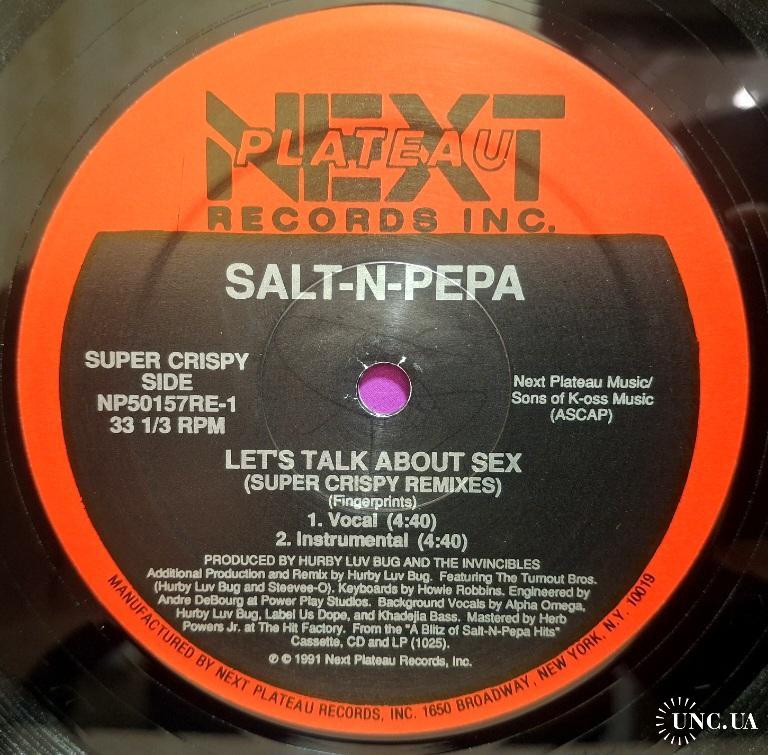 NEXT
PLATEAU
RECORDS INC.
SALT-N-PEPA
SUPER CRISPY
SIDE
NP50157RE-1
33 1/3 RPM
Next Plateau Music/
Sons of K-oss Music
(ASCAP)
LET'S TALK ABOUT SEX
(SUPER CRISPY REMIXES)
(Fingerprints)
1. Vocal (4:40)
2. Instrumental (4:40)
PRODUCED BY HURBY LUV BUG AND THE INVINCIBLES
Additional Production and Remix by Hurby Luv Bug. Featuring The Turnout Bros.
(Hurby Luv Bug and Steevee-O). Keyboards by Howie Robbins. Engineered by
Andre DeBourg at Power Play Studios. Background Vocals by Alpha Omega,
Hurby Luv Bug, Label Us Dope, and Khadejia Bass. Mastered by Herb
Powers Jr. at The Hit Factory. From the "A Blitz of Salt-N-Pepa Hits"
Cassette, CD and LP (1025).
℗ © 1991 Next Plateau Records, Inc.
MANUFACTURED BY NEXT PLATEAU RECORDS, INC. 1650 BROADWAY, NEW YORK, N.Y. 10019
UNC.UA